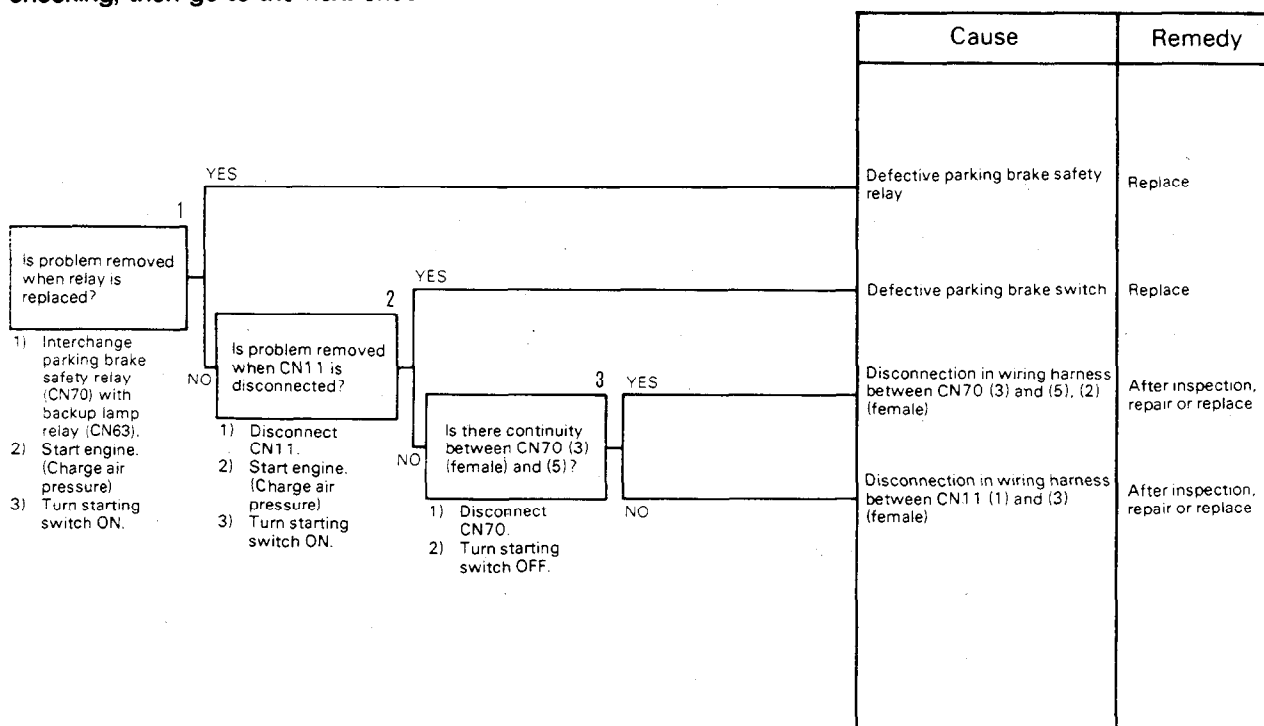 Cause
Remedy
YES
Defective parking brake safety
relay
Replace
1
Is problem removed
when relay is
replaced?
1) Interchange
parking brake
safety relay
(CN70) with
backup lamp
relay (CN63).
2) Start engine.
(Charge air
pressure)
3) Turn starting
switch ON.
YES
Defective parking brake switch
Replace
NO
2
Is problem removed
when CN11 is
disconnected?
1) Disconnect
CN11.
2) Start engine.
(Charge air
pressure)
3) Turn starting
switch ON.
3
YES
Disconnection in wiring harness
between CN70 (3) and (5), (2)
(female)
After inspection,
repair or replace
NO
Is there continuity
between CN70 (3)
(female) and (5)?
1) Disconnect
CN70.
2) Turn starting
switch OFF.
NO
Disconnection in wiring harness
between CN11 (1) and (3)
(female)
After inspection,
repair or replace